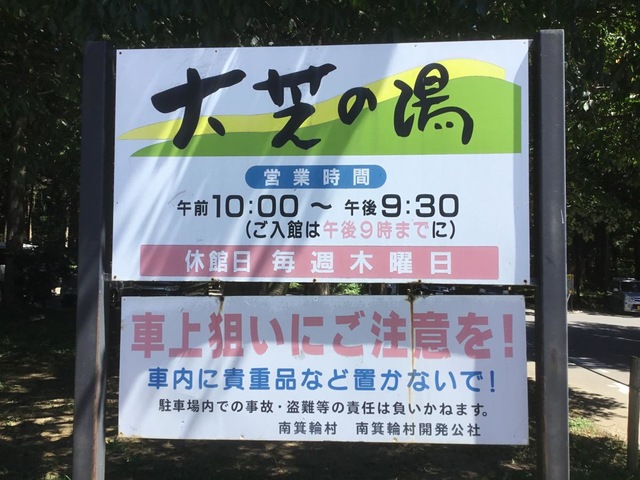 大芝の湯
営業時間
午前10:00 ～ 午後9:30
(ご入館は午後9時までに)
休館日 毎週木曜日
車上狙いにご注意を!
車内に貴重品など置かないで!
駐車場内での事故・盗難等の責任は負いかねます。
南箕輪村 南箕輪村開発公社